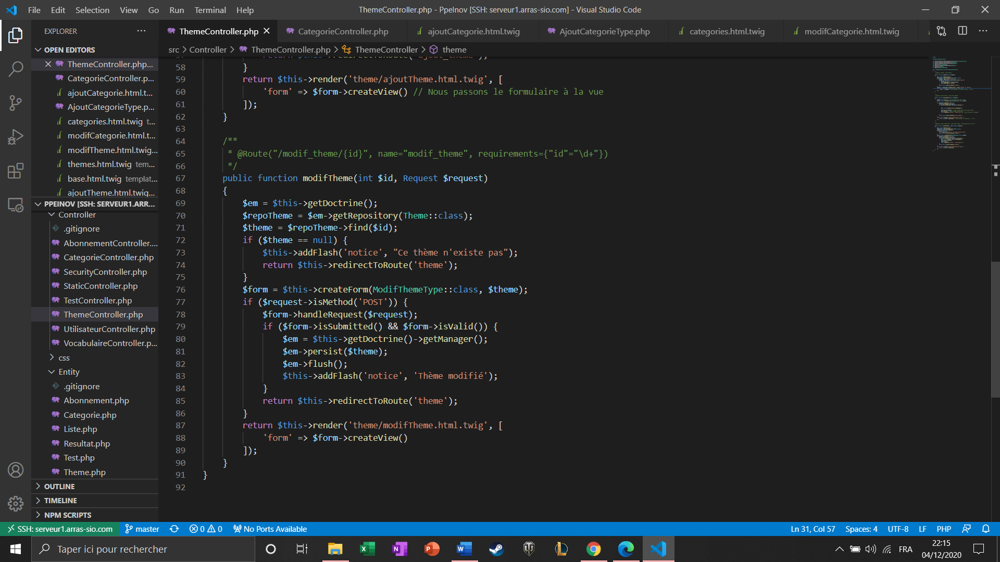 File Edit Selection View Go Run Terminal Help
ThemeController.php - PpeInov [SSH: serveur1.arras-sio.com] - Visual Studio Code
EXPLORER
ThemeController.php
CategorieController.php
ajoutCategorie.html.twig
AjoutCategorieType.php
categories.html.twig
modifCategorie.html.twig
src > Controller > ThemeController.php > ThemeController > theme
OPEN EDITORS
ThemeController.php...
CategorieController.p...
ajoutCategorie.html.t...
AjoutCategorieType.p...
categories.html.twig t...
modifCategorie.html.t...
modifTheme.html.twig...
themes.html.twig tem...
base.html.twig templat...
ajoutTheme.html.twig...
PPEINOV [SSH: SERVEUR1.ARR...
Controller
.gitignore
AbonnementController....
CategorieController.php
SecurityController.php
StaticController.php
TestController.php
ThemeController.php
UtilisateurController.php
VocabulaireController.p...
css
Entity
.gitignore
Abonnement.php
Categorie.php
Liste.php
Resultat.php
Test.php
Theme.php
OUTLINE
TIMELINE
NPM SCRIPTS
58 }
59 return $this->render('theme/ajoutTheme.html.twig', [
60 'form' => $form->createView() // Nous passons le formulaire à la vue
61 ]);
62 }
63
64 /**
65 * @Route("/modif_theme/{id}", name="modif_theme", requirements={"id"="\d+"})
66 */
67 public function modifTheme(int $id, Request $request)
68 {
69 $em = $this->getDoctrine();
70 $repoTheme = $em->getRepository(Theme::class);
71 $theme = $repoTheme->find($id);
72 if ($theme == null) {
73 $this->addFlash('notice', "Ce thème n'existe pas");
74 return $this->redirectToRoute('theme');
75 }
76 $form = $this->createForm(ModifThemeType::class, $theme);
77 if ($request->isMethod('POST')) {
78 $form->handleRequest($request);
79 if ($form->isSubmitted() && $form->isValid()) {
80 $em = $this->getDoctrine()->getManager();
81 $em->persist($theme);
82 $em->flush();
83 $this->addFlash('notice', 'Thème modifié');
84 }
85 return $this->redirectToRoute('theme');
86 }
87 return $this->render('theme/modifTheme.html.twig', [
88 'form' => $form->createView()
89 ]);
90 }
91 }
92
SSH: serveur1.arras-sio.com master 0 0 No Ports Available
Ln 31, Col 57 Spaces: 4 UTF-8 LF PHP
Taper ici pour rechercher
FRA
22:15
04/12/2020